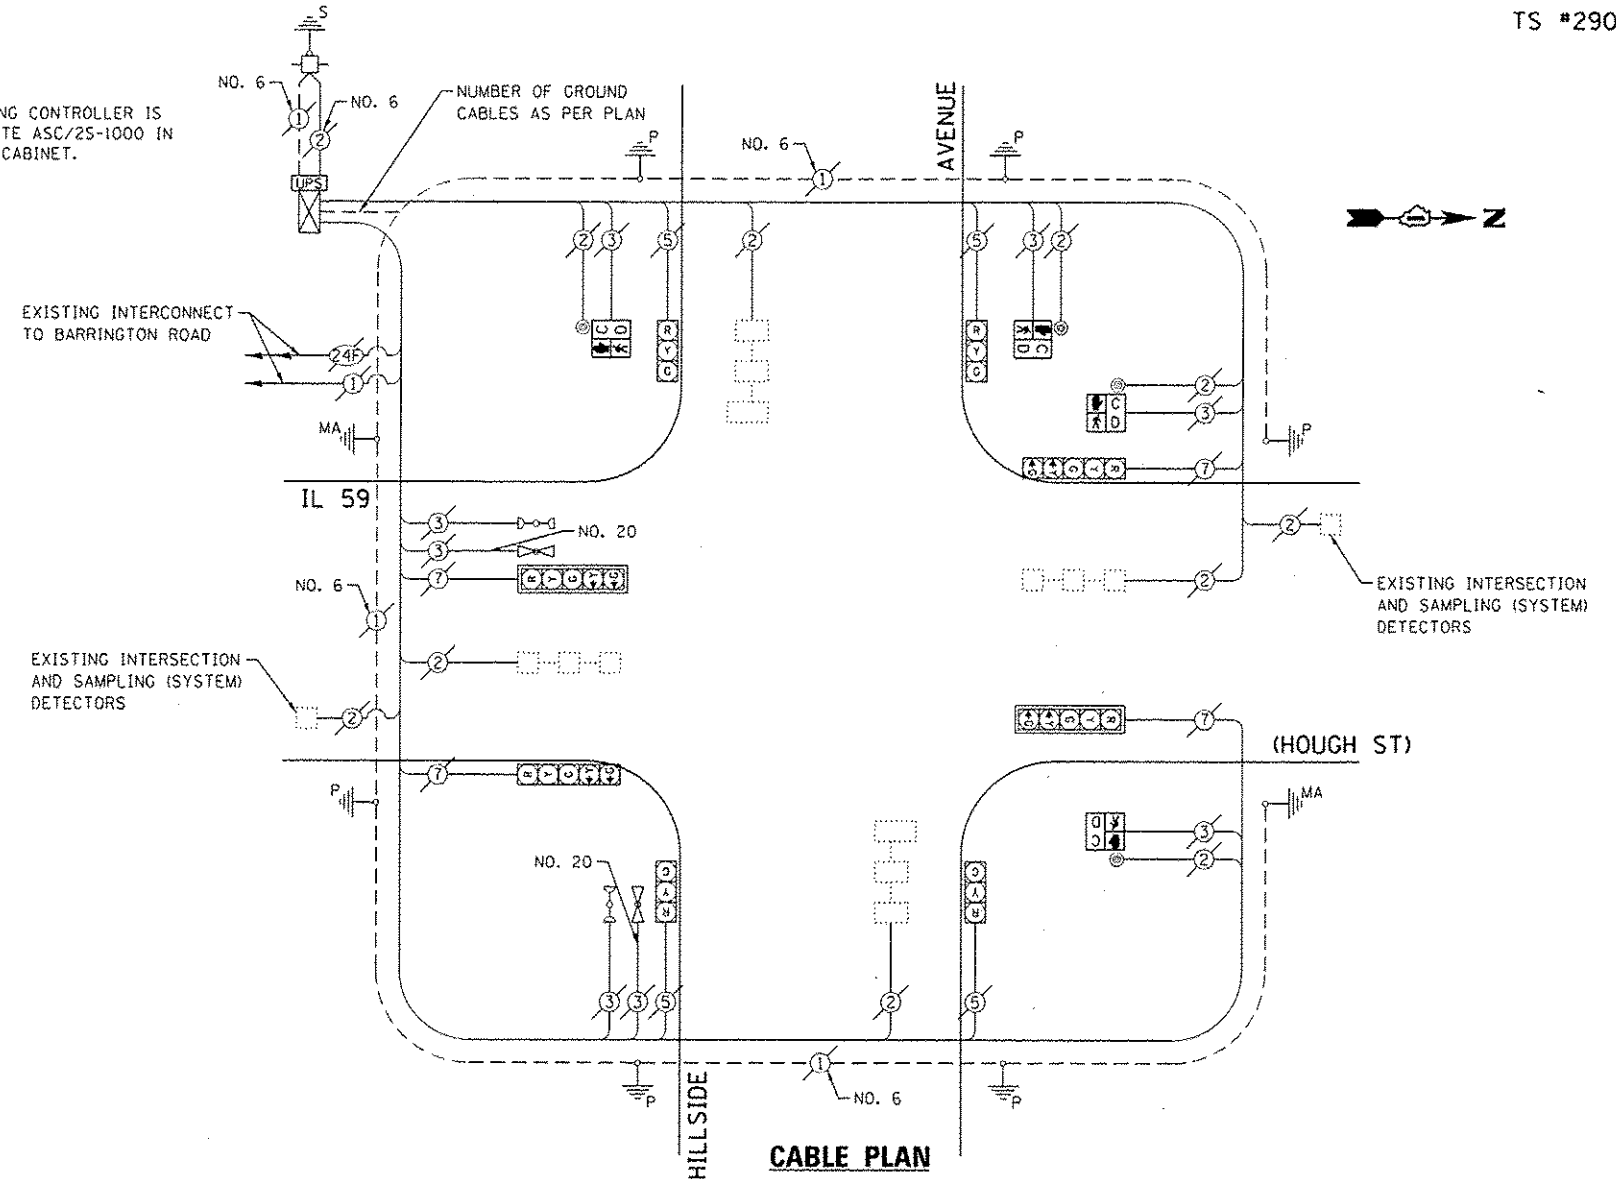 TS #290
S
NO. 6
1
NO. 6
2
NG CONTROLLER IS
TE ASC/2S-1000 IN
CABINET.
UPS
NUMBER OF GROUND
CABLES AS PER PLAN
P
NO. 6
1
AVENUE
P
N
2
3
5
2
5
3
2
EXISTING INTERCONNECT
TO BARRINGTON ROAD
24F
1
C D
R
Y
G
R
Y
G
C
D
2
C
D
3
MA
P
IL 59
G Y G Y R
7
3
3
NO. 20
2
NO. 6
1
7
R Y G Y G
2
EXISTING INTERSECTION
AND SAMPLING (SYSTEM)
DETECTORS
EXISTING INTERSECTION
AND SAMPLING (SYSTEM)
DETECTORS
2
2
G Y G Y R
7
(HOUGH ST)
7
R Y G Y G
P
MA
D
C
3
2
NO. 20
G
Y
R
G
Y
R
3
3
5
2
5
P
1
NO. 6
P
HILLSIDE
CABLE PLAN